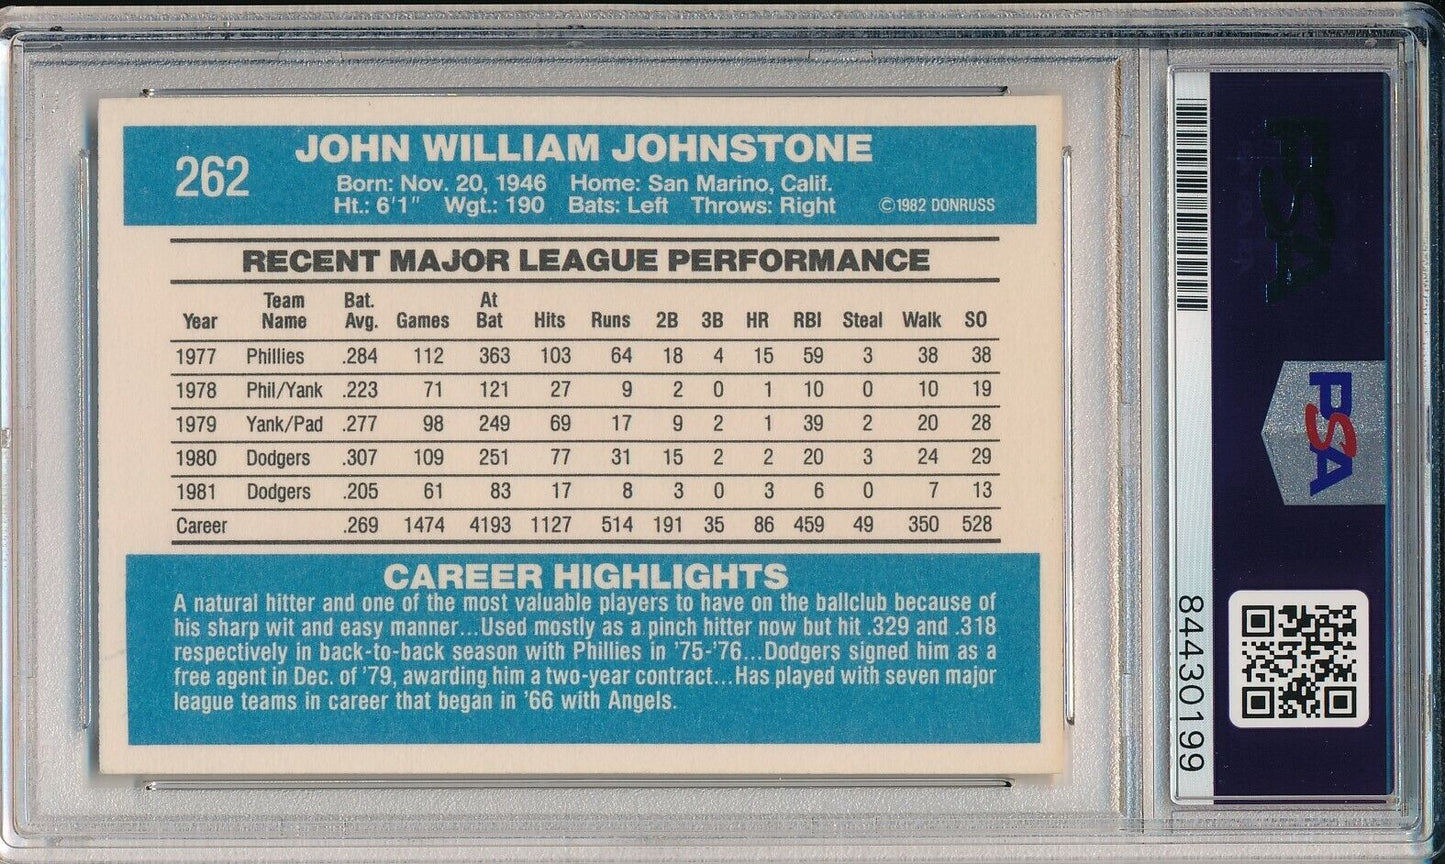 262
JOHN WILLIAM JOHNSTONE
Born: Nov. 20, 1946 Home: San Marino, Calif.
Ht.: 6'1" Wgt.: 190 Bats: Left Throws: Right
©1982 DONRUSS
RECENT MAJOR LEAGUE PERFORMANCE
Year Team Name Bat. Avg. Games At Bat Hits Runs 2B 3B HR RBI Steal Walk SO
1977 Phillies .284 112 363 103 64 18 4 15 59 3 38 38
1978 Phil/Yank .223 71 121 27 9 2 0 1 10 0 10 19
1979 Yank/Pad .277 98 249 69 17 9 2 1 39 2 20 28
1980 Dodgers .307 109 251 77 31 15 2 2 20 3 24 29
1981 Dodgers .205 61 83 17 8 3 0 3 6 0 7 13
Career .269 1474 4193 1127 514 191 35 86 459 49 350 528
CAREER HIGHLIGHTS
A natural hitter and one of the most valuable players to have on the ballclub because of
his sharp wit and easy manner...Used mostly as a pinch hitter now but hit .329 and .318
respectively in back-to-back season with Phillies in '75-'76...Dodgers signed him as a
free agent in Dec. of '79, awarding him a two-year contract...Has played with seven major
league teams in career that began in '66 with Angels.
PSA
PSA
84430199